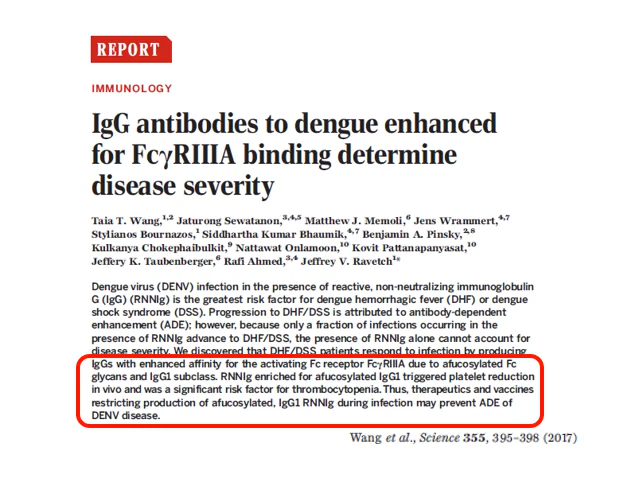 REPORT
IMMUNOLOGY
IgG antibodies to dengue enhanced
for FcγRIIIA binding determine
disease severity
Taia T. Wang,1,2 Jaturong Sewatanon,3,4,5 Matthew J. Memoli,6 Jens Wrammert,4,7
Stylianos Bournazos,1 Siddhartha Kumar Bhaumik,4,7 Benjamin A. Pinsky,2,8
Kulkanya Chokephaibulkit,9 Nattawat Onlamoon,10 Kovit Pattanapanyasat,10
Jeffery K. Taubenberger,6 Rafi Ahmed,3,4 Jeffrey V. Ravetch1*
Dengue virus (DENV) infection in the presence of reactive, non-neutralizing immunoglobulin
G (IgG) (RNNIg) is the greatest risk factor for dengue hemorrhagic fever (DHF) or dengue
shock syndrome (DSS). Progression to DHF/DSS is attributed to antibody-dependent
enhancement (ADE); however, because only a fraction of infections occurring in the
presence of RNNIg advance to DHF/DSS, the presence of RNNIg alone cannot account for
disease severity. We discovered that DHF/DSS patients respond to infection by producing
IgGs with enhanced affinity for the activating Fc receptor FcγRIIIA due to afucosylated Fc
glycans and IgG1 subclass. RNNIg enriched for afucosylated IgG1 triggered platelet reduction
in vivo and was a significant risk factor for thrombocytopenia. Thus, therapeutics and vaccines
restricting production of afucosylated, IgG1 RNNIg during infection may prevent ADE of
DENV disease.
Wang et al., Science 355, 395–398 (2017)